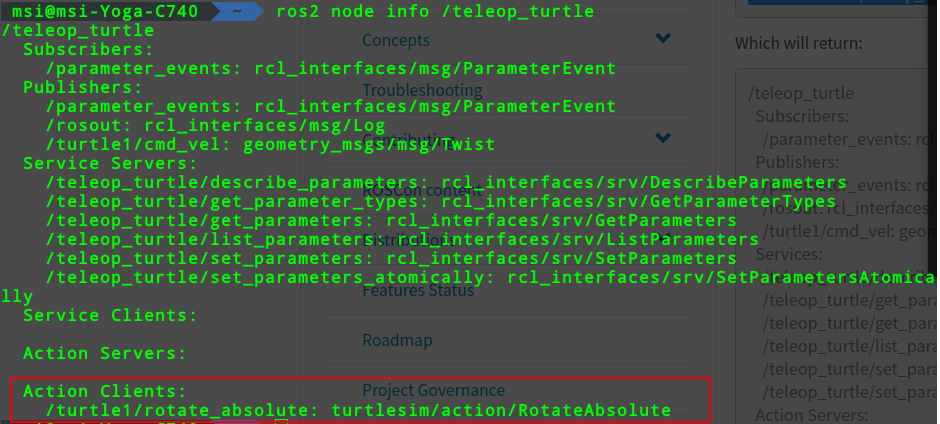 msi@msi-Yoga-C740 ~ ros2 node info /teleop_turtle
/teleop_turtle
Subscribers:
/parameter_events: rcl_interfaces/msg/ParameterEvent
Publishers:
/parameter_events: rcl_interfaces/msg/ParameterEvent
/rosout: rcl_interfaces/msg/Log
/turtle1/cmd_vel: geometry_msgs/msg/Twist
Service Servers:
/teleop_turtle/describe_parameters: rcl_interfaces/srv/DescribeParameters
/teleop_turtle/get_parameter_types: rcl_interfaces/srv/GetParameterTypes
/teleop_turtle/get_parameters: rcl_interfaces/srv/GetParameters
/teleop_turtle/list_parameters: rcl_interfaces/srv/ListParameters
/teleop_turtle/set_parameters: rcl_interfaces/srv/SetParameters
/teleop_turtle/set_parameters_atomically: rcl_interfaces/srv/SetParametersAtomica
lly
Service Clients:
Action Servers:
Action Clients:
/turtle1/rotate_absolute: turtlesim/action/RotateAbsolute
Concepts
Troubleshooting
Contributing
ROSCon content
Distributions
Features Status
Roadmap
Project Governance
Which will return:
/teleop_turtle
Subscribers:
/parameter_events: rcl
Publishers:
/parameter_events: rcl
/rosout: rcl_interfaces/
/turtle1/cmd_vel: geom
Services:
/teleop_turtle/get_para
/teleop_turtle/get_para
/teleop_turtle/list_para
/teleop_turtle/set_para
/teleop_turtle/set_para
Action Servers: